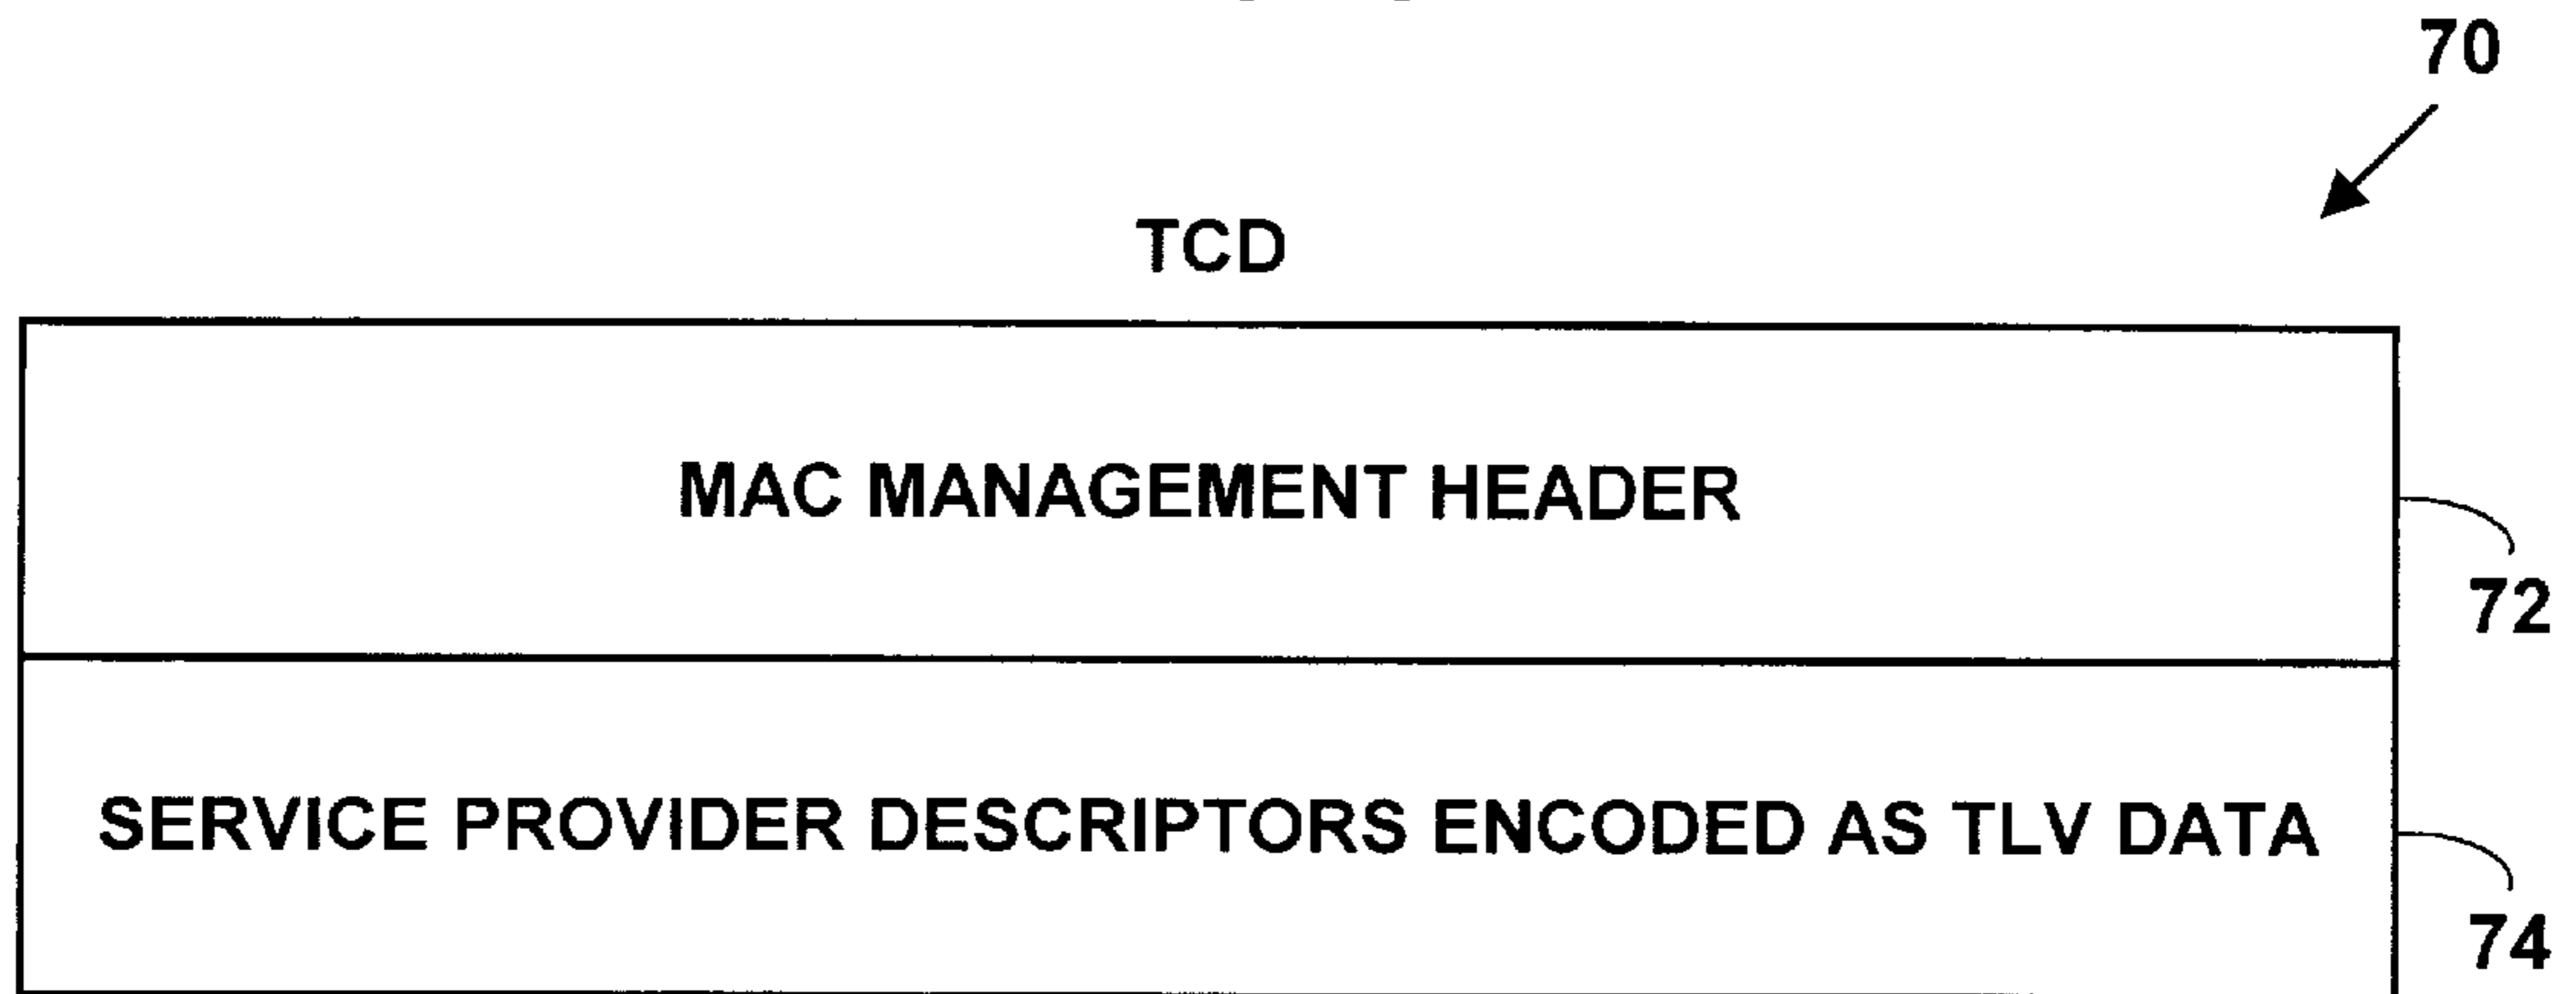 70
TCD
MAC MANAGEMENT HEADER
72
SERVICE PROVIDER DESCRIPTORS ENCODED AS TLV DATA
74